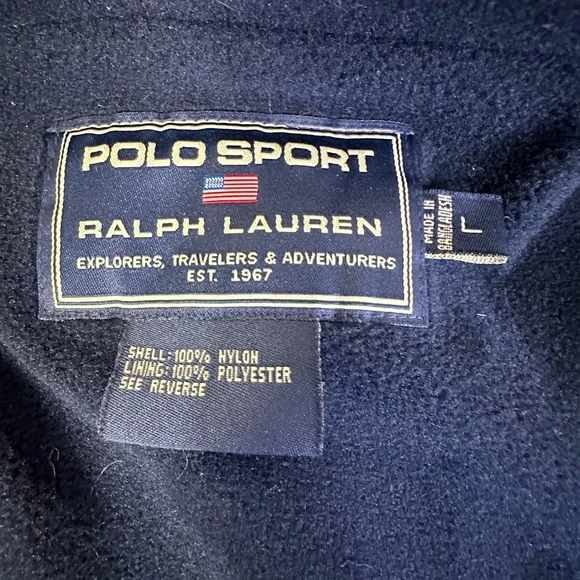 POLO SPORT
RALPH LAUREN
EXPLORERS, TRAVELERS & ADVENTURERS
EST. 1967
MADE IN
BANGLADESH
L
SHELL: 100% NYLON
LINING: 100% POLYESTER
SEE REVERSE